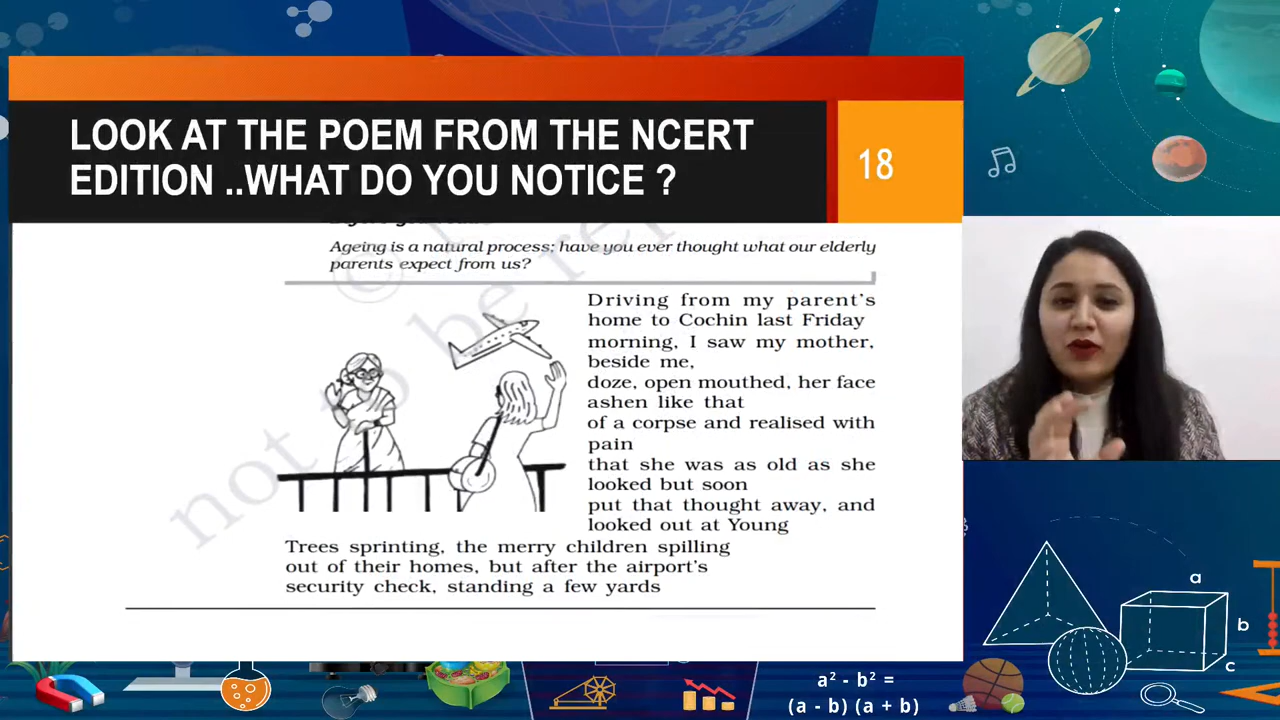 LOOK AT THE POEM FROM THE NCERT
EDITION ..WHAT DO YOU NOTICE ?
18
Ageing is a natural process; have you ever thought what our elderly
parents expect from us?
Driving from my parent's
home to Cochin last Friday
morning, I saw my mother,
beside me,
doze, open mouthed, her face
ashen like that
of a corpse and realised with
pain
that she was as old as she
looked but soon
put that thought away, and
looked out at Young
Trees sprinting, the merry children spilling
out of their homes, but after the airport's
security check, standing a few yards
©
not to be re
a
b
c
a² - b² =
(a - b) (a + b)